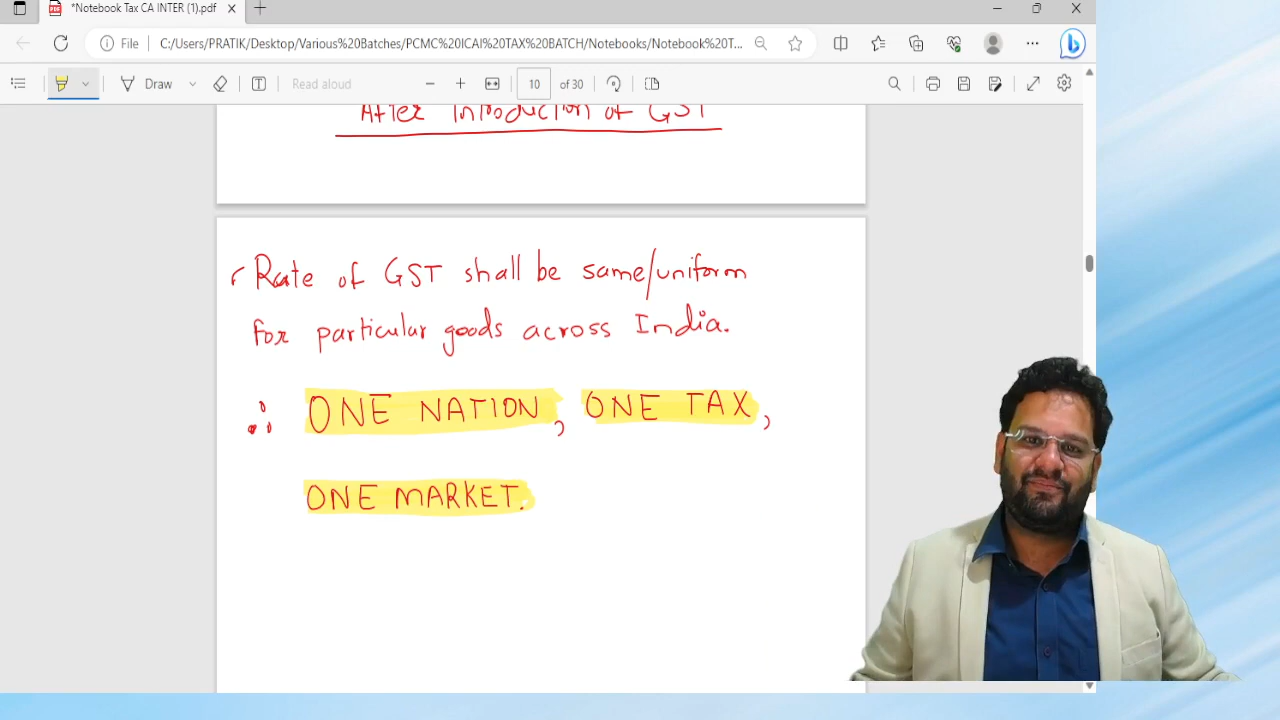 *Notebook Tax CA INTER (1).pdf
File C:/Users/PRATIK/Desktop/Various%20Batches/PCMC%20ICAI%20TAX%20BATCH/Notebooks/Notebook%20T...
Draw Read aloud 10 of 30
After Introduction of GST
Rate of GST shall be same/uniform
for particular goods across India.
∴ ONE NATION, ONE TAX,
ONE MARKET.